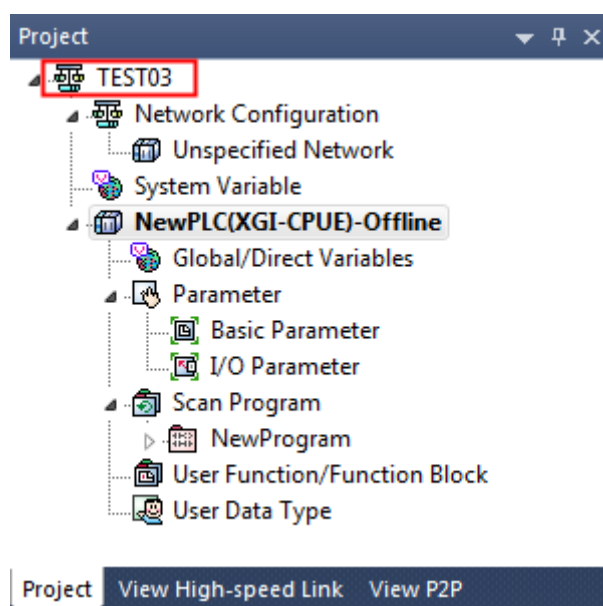 Project
TEST03
Network Configuration
Unspecified Network
System Variable
NewPLC(XGI-CPUE)-Offline
Global/Direct Variables
Parameter
Basic Parameter
I/O Parameter
Scan Program
NewProgram
User Function/Function Block
User Data Type
Project View High-speed Link View P2P